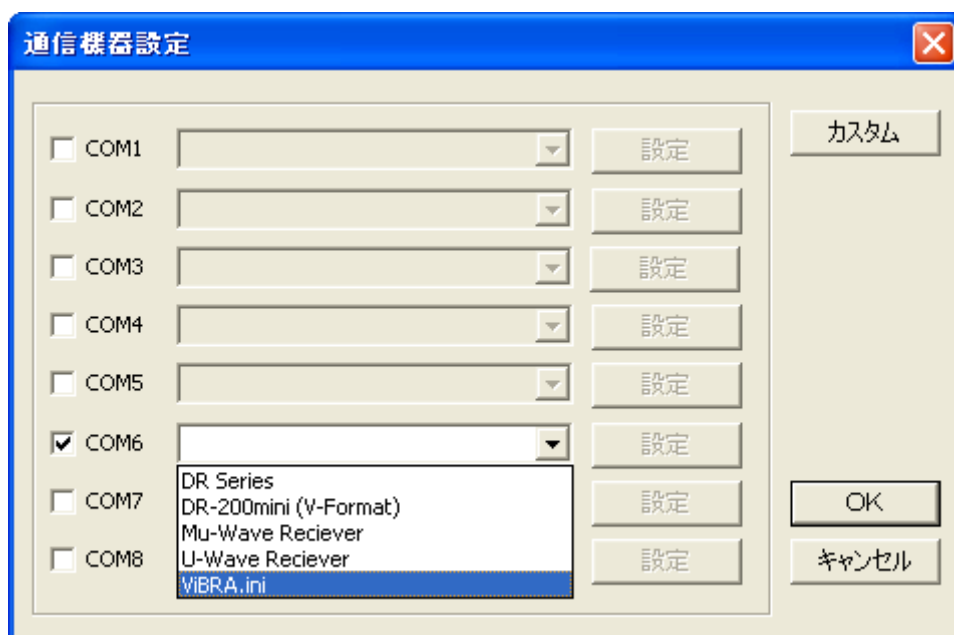 通信機器設定
COM1 設定 カスタム
COM2 設定
COM3 設定
COM4 設定
COM5 設定
COM6 設定
DR Series
DR-200mini (V-Format)
Mu-Wave Reciever
U-Wave Reciever
ViBRA.ini
COM7 設定 OK
COM8 設定 キャンセル